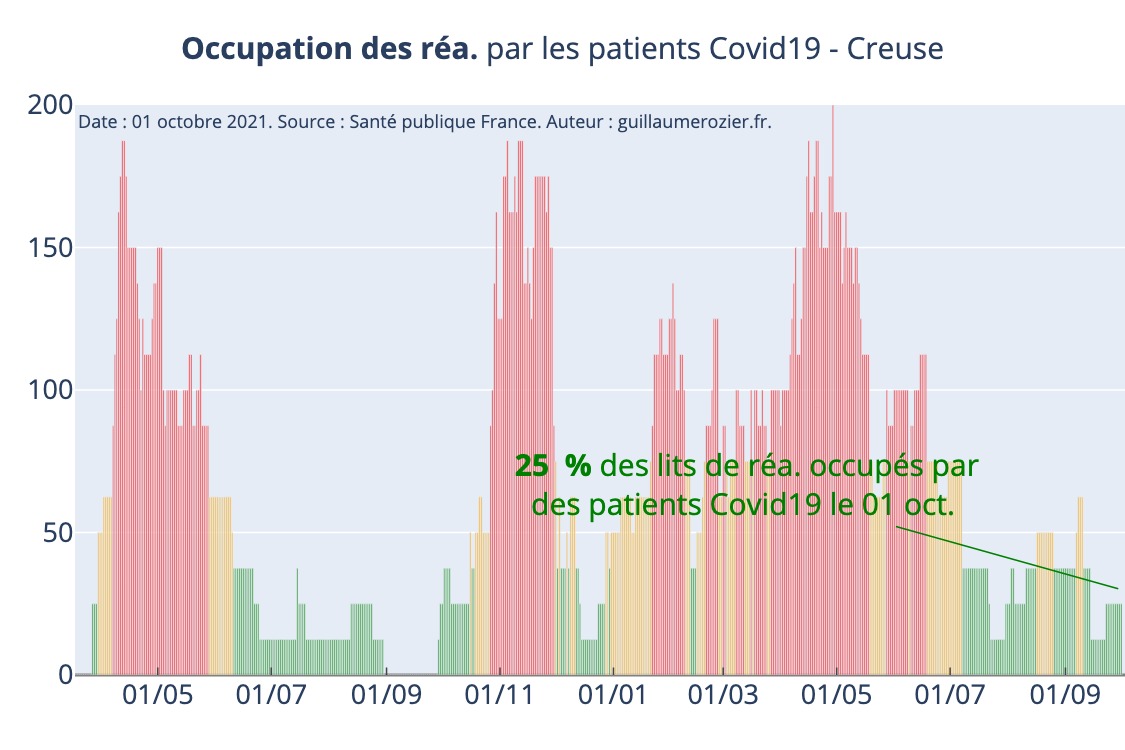 Occupation des réa. par les patients Covid19 - Creuse
200
Date : 01 octobre 2021. Source : Santé publique France. Auteur : guillaumerozier.fr.
150
100
25 % des lits de réa. occupés par
des patients Covid19 le 01 oct.
50
0
01/05 01/07 01/09 01/11 01/01 01/03 01/05 01/07 01/09